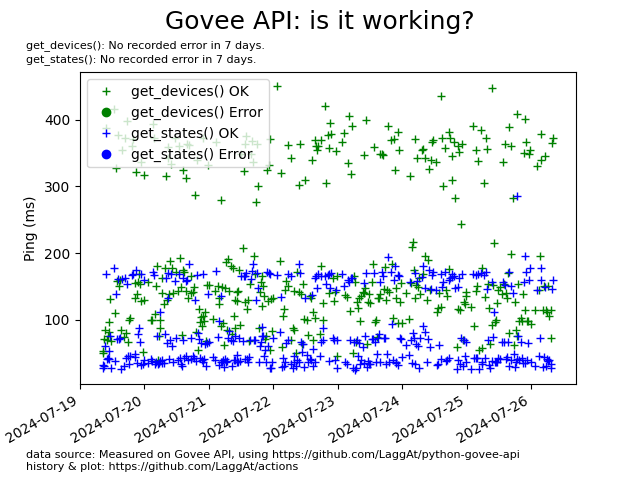 Govee API: is it working?
get_devices(): No recorded error in 7 days.
get_states(): No recorded error in 7 days.
get_devices() OK
get_devices() Error
get_states() OK
get_states() Error
400
300
200
100
Ping (ms)
2024-07-19
2024-07-20
2024-07-21
2024-07-22
2024-07-23
2024-07-24
2024-07-25
2024-07-26
data source: Measured on Govee API, using https://github.com/LaggAt/python-govee-api
history & plot: https://github.com/LaggAt/actions